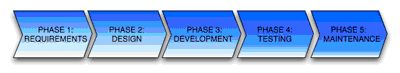 PHASE 1:
REQUIREMENTS
PHASE 2:
DESIGN
PHASE 3:
DEVELOPMENT
PHASE 4:
TESTING
PHASE 5:
MAINTENANCE